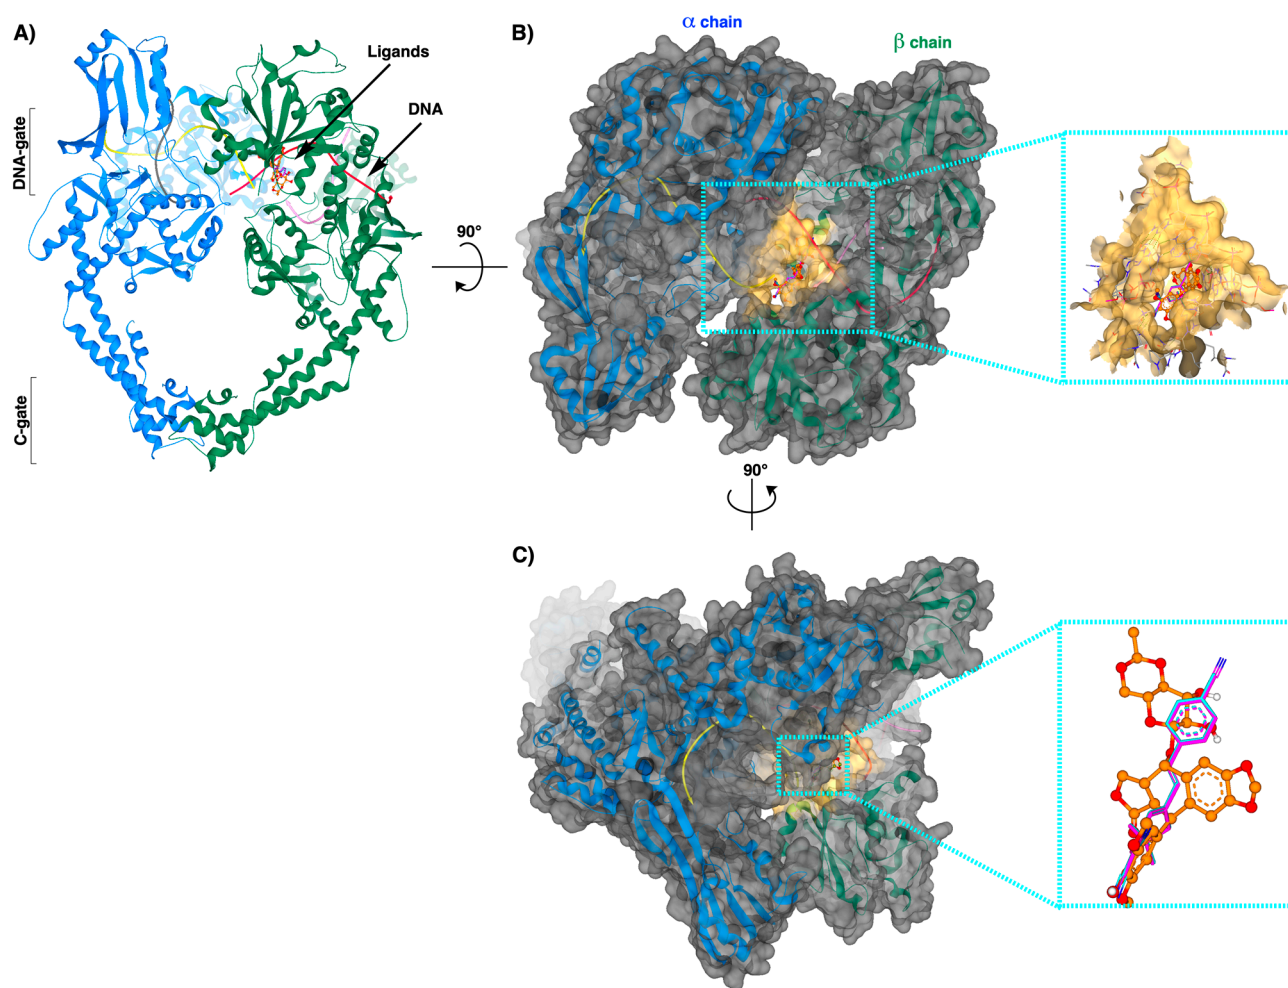 A)
Ligands
DNA
DNA-gate
C-gate
90°
B)
α chain
β chain
90°
C)